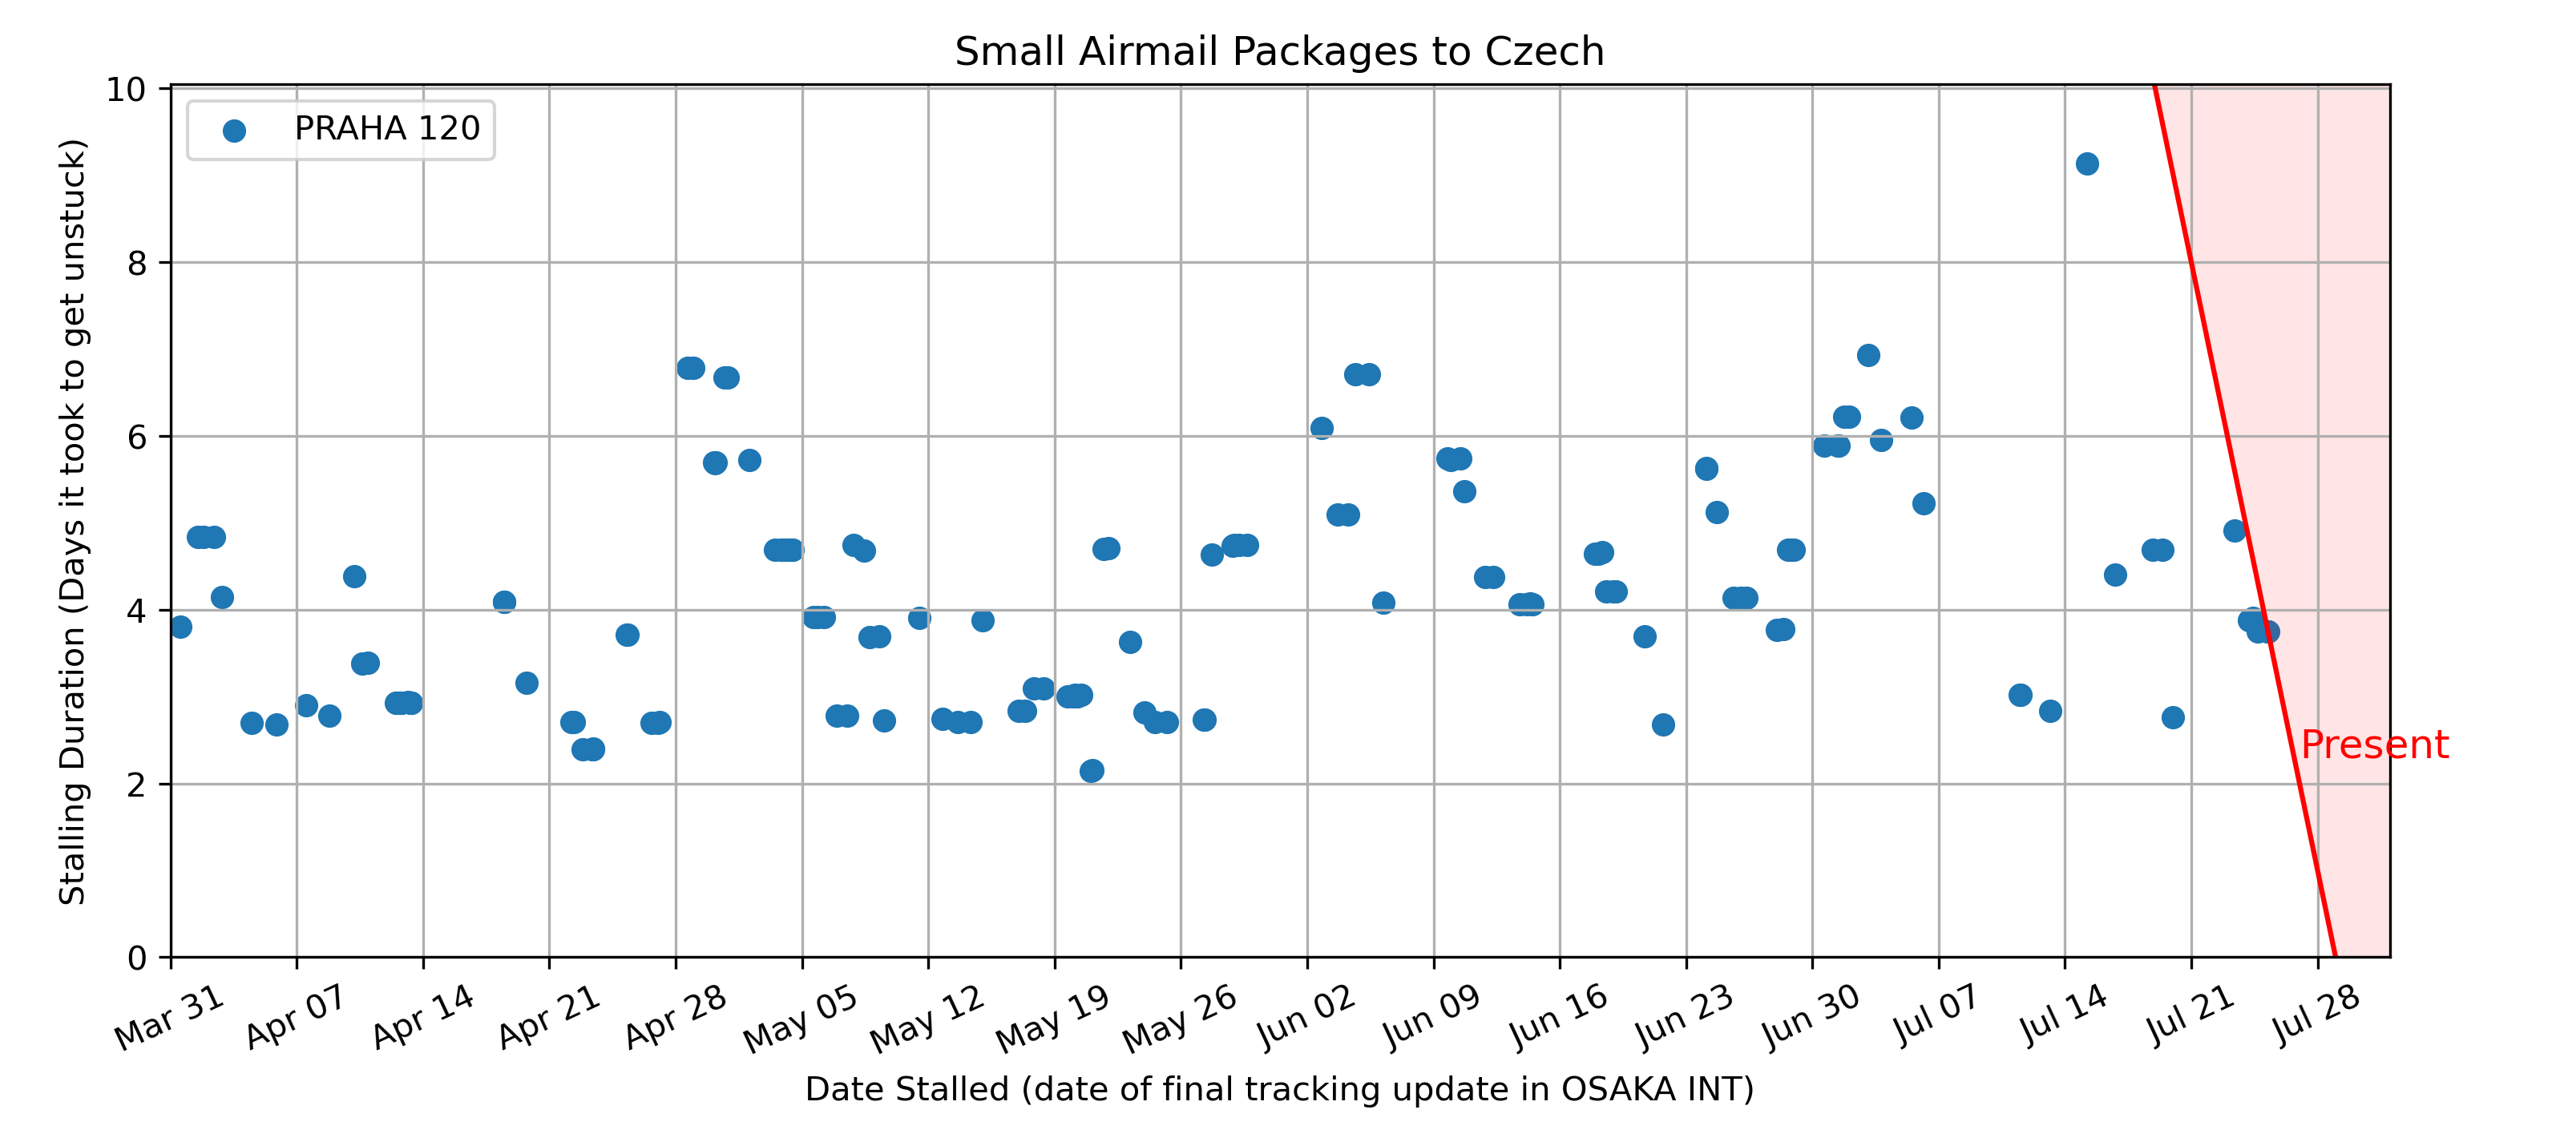 Small Airmail Packages to Czech
PRAHA 120
Stalling Duration (Days it took to get unstuck)
10
8
6
4
2
0
Present
Mar 31 Apr 07 Apr 14 Apr 21 Apr 28 May 05 May 12 May 19 May 26 Jun 02 Jun 09 Jun 16 Jun 23 Jun 30 Jul 07 Jul 14 Jul 21 Jul 28
Date Stalled (date of final tracking update in OSAKA INT)